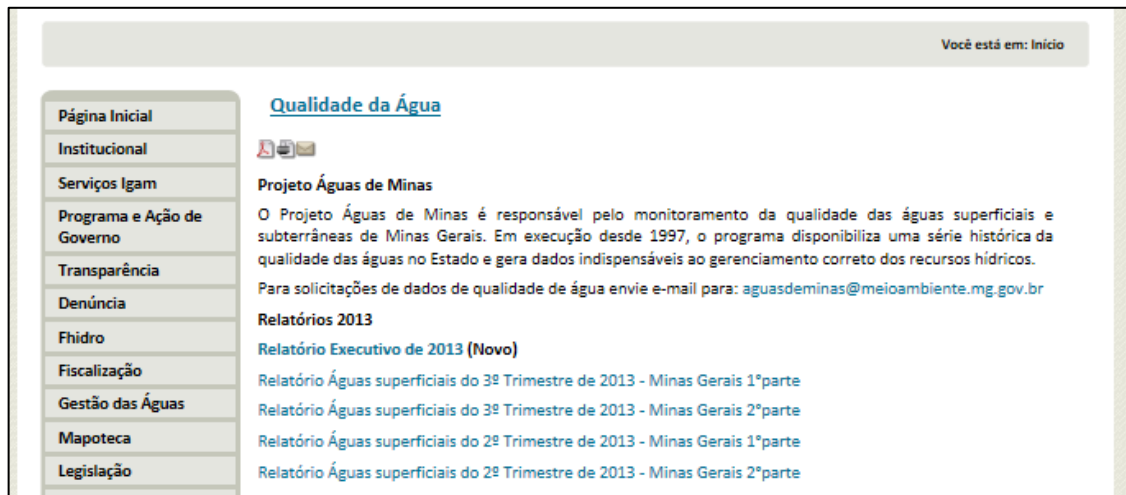 Você está em: Início
Página Inicial
Institucional
Serviços Igam
Programa e Ação de
Governo
Transparência
Denúncia
Fhidro
Fiscalização
Gestão das Águas
Mapoteca
Legislação
Qualidade da Água
Projeto Águas de Minas
O Projeto Águas de Minas é responsável pelo monitoramento da qualidade das águas superficiais e
subterrâneas de Minas Gerais. Em execução desde 1997, o programa disponibiliza uma série histórica da
qualidade das águas no Estado e gera dados indispensáveis ao gerenciamento correto dos recursos hídricos.
Para solicitações de dados de qualidade de água envie e-mail para: aguasdeminas@meioambiente.mg.gov.br
Relatórios 2013
Relatório Executivo de 2013 (Novo)
Relatório Águas superficiais do 3º Trimestre de 2013 - Minas Gerais 1°parte
Relatório Águas superficiais do 3º Trimestre de 2013 - Minas Gerais 2°parte
Relatório Águas superficiais do 2º Trimestre de 2013 - Minas Gerais 1°parte
Relatório Águas superficiais do 2º Trimestre de 2013 - Minas Gerais 2°parte